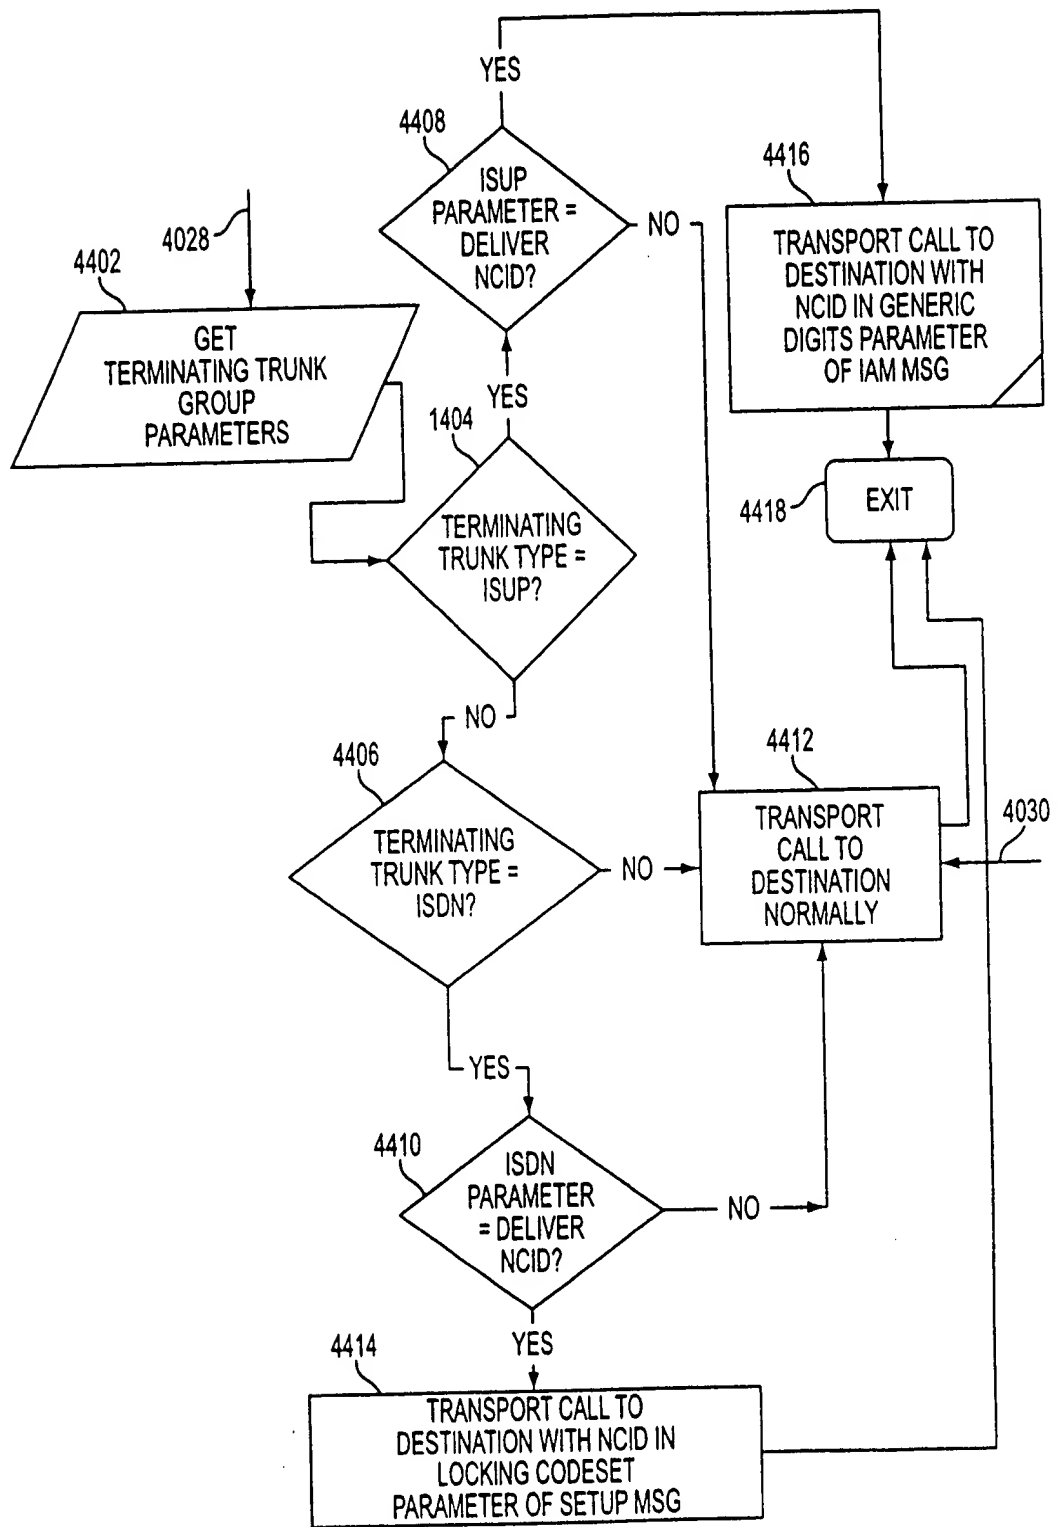 YES
4408
ISUP
PARAMETER =
DELIVER
NCID?
NO
4416
TRANSPORT CALL TO
DESTINATION WITH
NCID IN GENERIC
DIGITS PARAMETER
OF IAM MSG
4028
4402
GET
TERMINATING TRUNK
GROUP
PARAMETERS
YES
1404
TERMINATING
TRUNK TYPE =
ISUP?
4418
EXIT
NO
4406
TERMINATING
TRUNK TYPE =
ISDN?
NO
4412
TRANSPORT
CALL TO
DESTINATION
NORMALLY
4030
YES
4410
ISDN
PARAMETER
= DELIVER
NCID?
NO
YES
4414
TRANSPORT CALL TO
DESTINATION WITH NCID IN
LOCKING CODESET
PARAMETER OF SETUP MSG